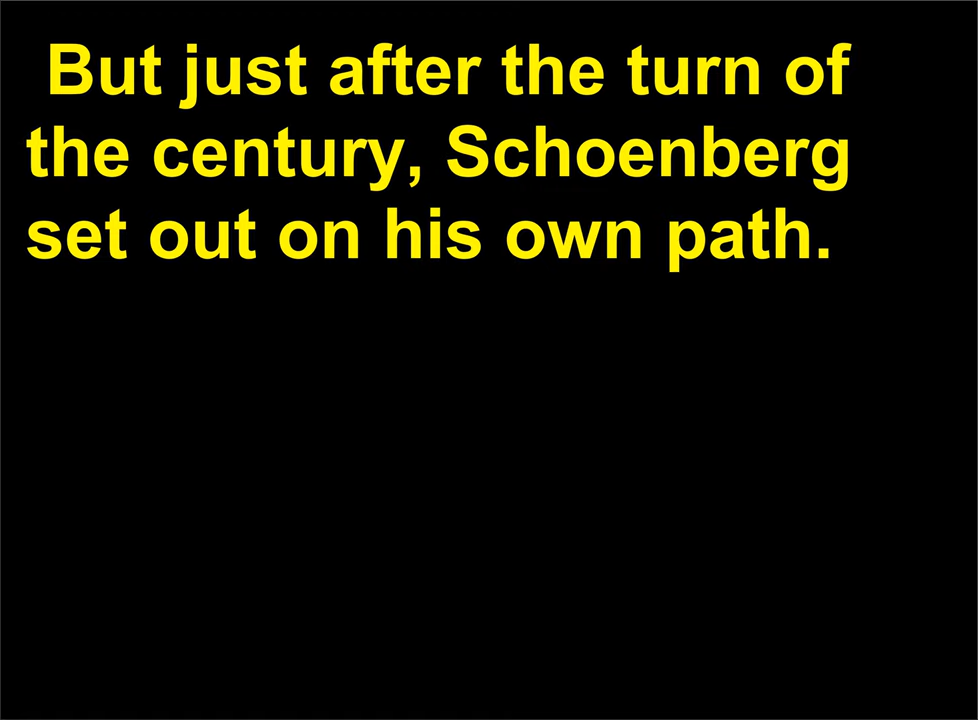 But just after the turn of
the century, Schoenberg
set out on his own path.